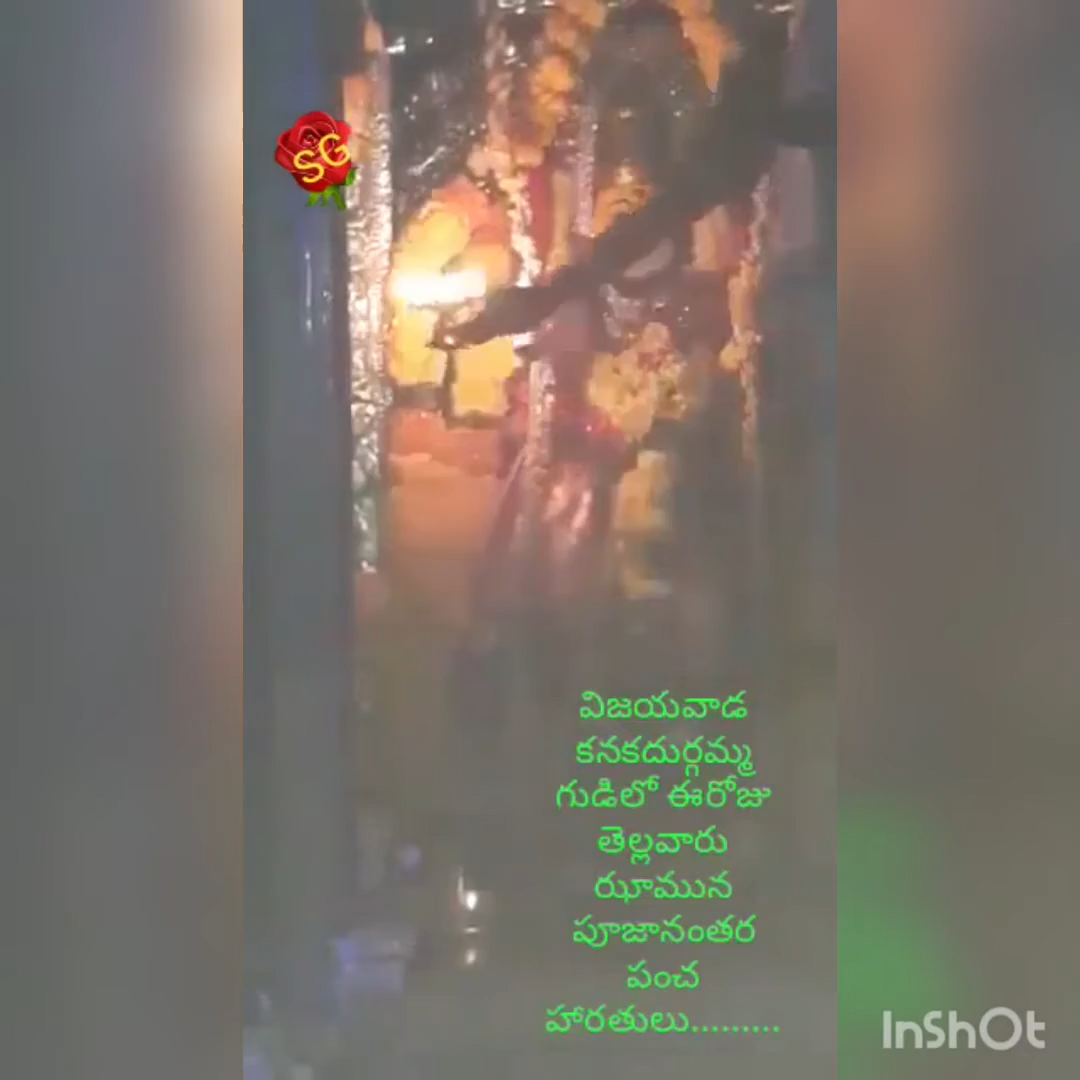 SG
విజయవాడ
కనకదుర్గమ్మ
గుడిలో ఈరోజు
తెల్లవారు
ఝామున
పూజానంతర
పంచ
హారతులు.........
InShOt